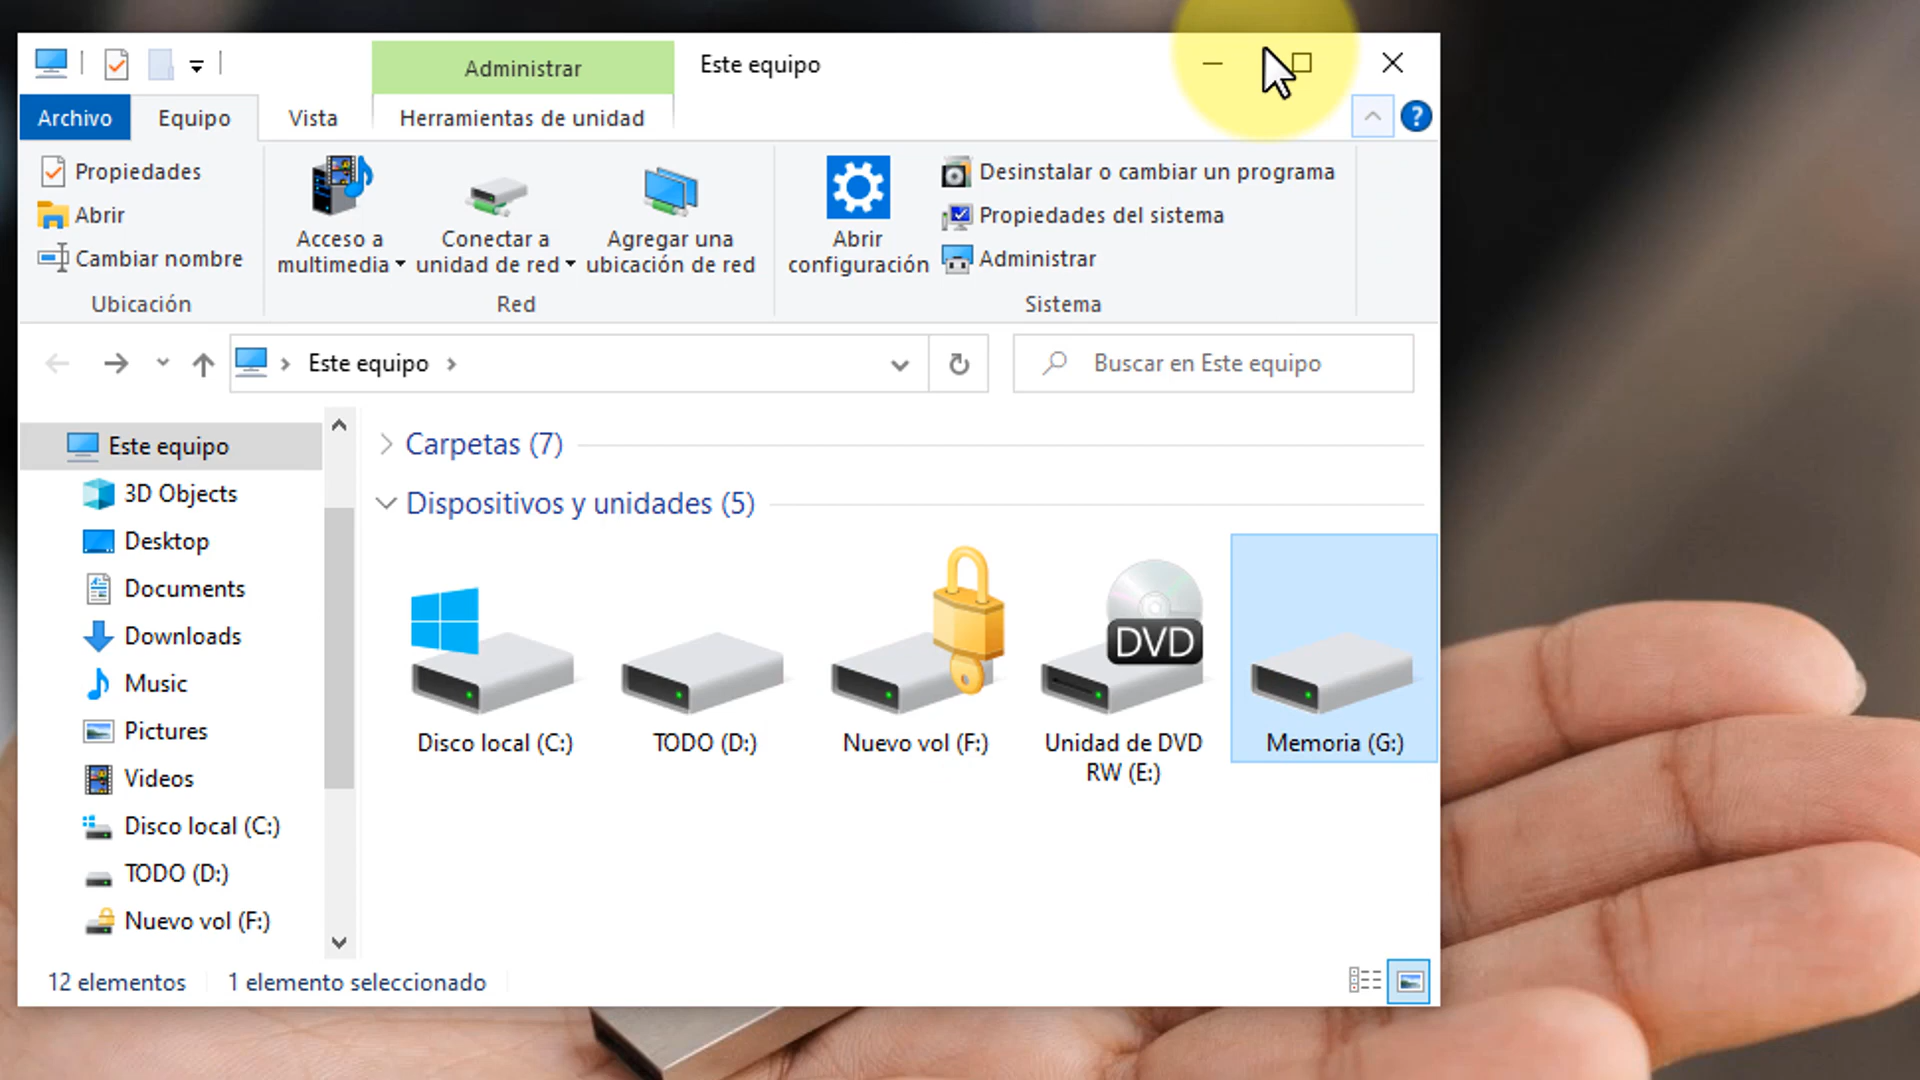 Administrar
Este equipo
Archivo
Equipo
Vista
Herramientas de unidad
?
Propiedades
Abrir
Cambiar nombre
Ubicación
Acceso a
multimedia
Conectar a
unidad de red
Agregar una
ubicación de red
Red
Abrir
configuración
Desinstalar o cambiar un programa
Propiedades del sistema
Administrar
Sistema
Este equipo
Buscar en Este equipo
Este equipo
3D Objects
Desktop
Documents
Downloads
Music
Pictures
Videos
Disco local (C:)
TODO (D:)
Nuevo vol (F:)
Carpetas (7)
Dispositivos y unidades (5)
Disco local (C:)
TODO (D:)
Nuevo vol (F:)
DVD
Unidad de DVD
RW (E:)
Memoria (G:)
12 elementos
1 elemento seleccionado